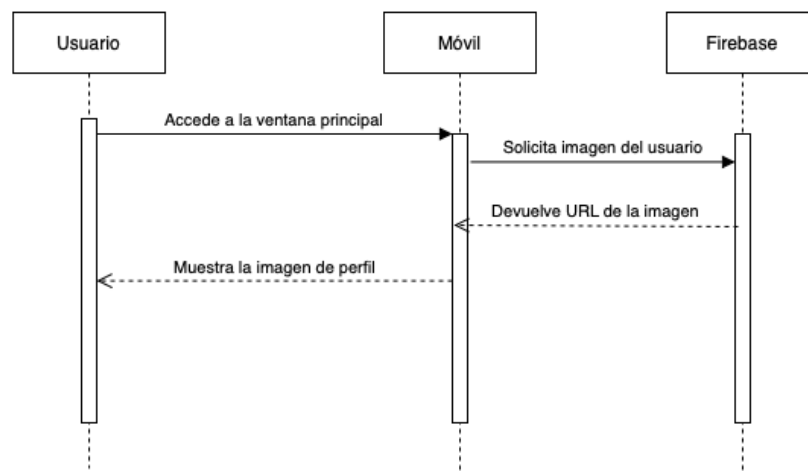 Usuario
Móvil
Firebase
Accede a la ventana principal
Solicita imagen del usuario
Devuelve URL de la imagen
Muestra la imagen de perfil